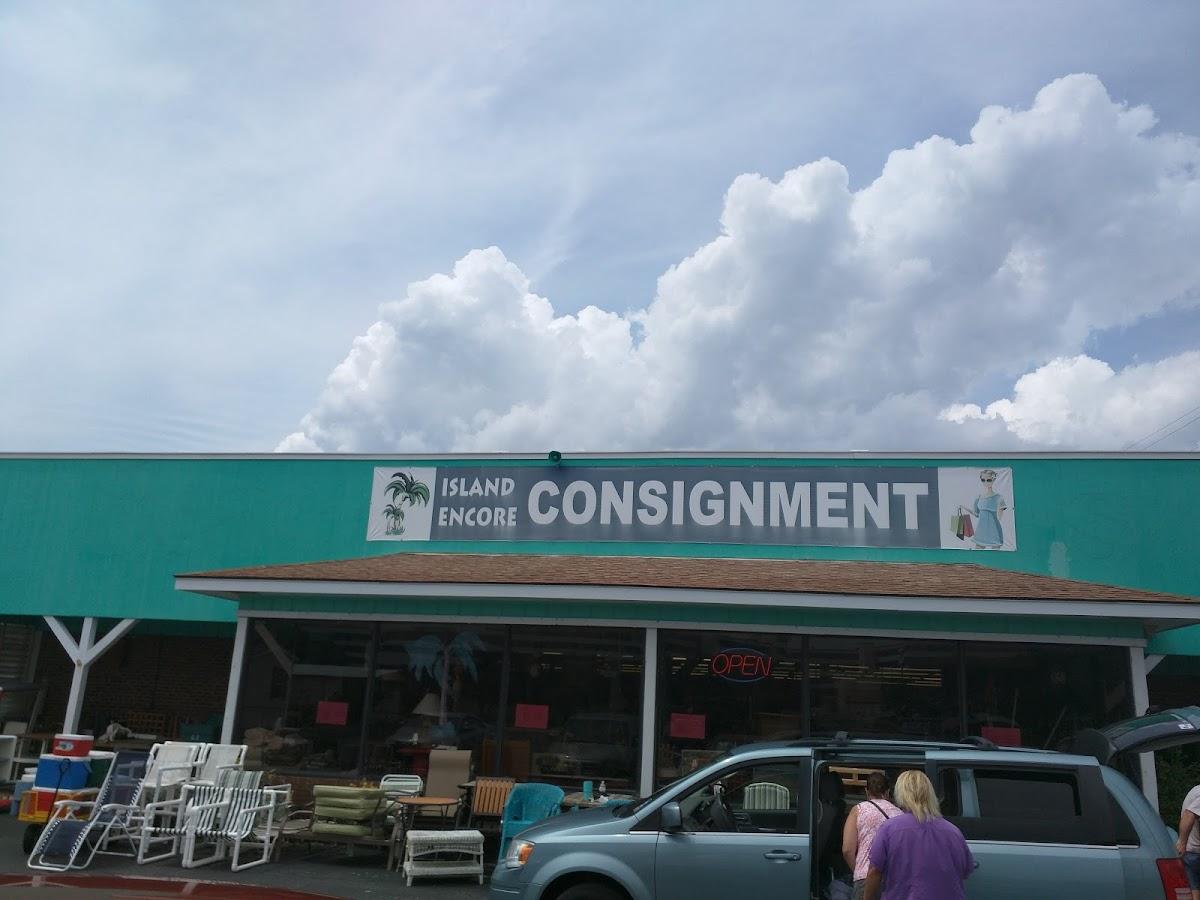 ISLAND
ENCORE
CONSIGNMENT
OPEN